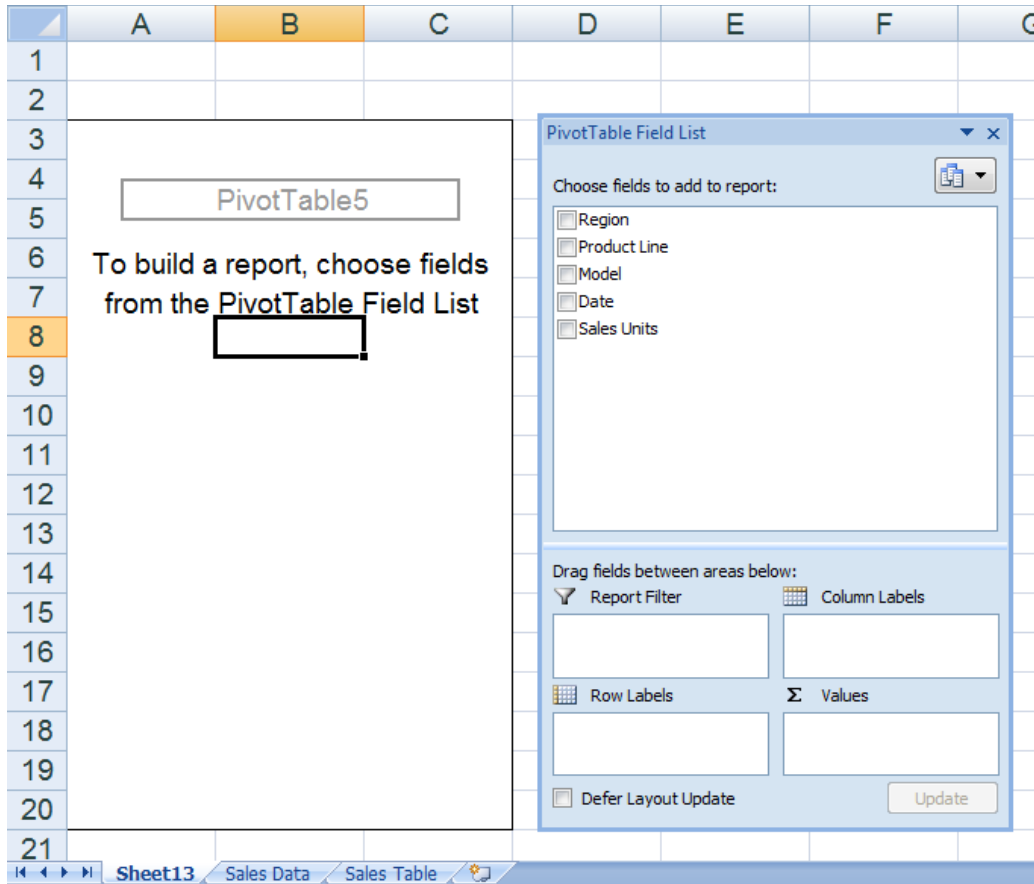 A B C D E F G
1
2
3
4
5
6
7
8
9
10
11
12
13
14
15
16
17
18
19
20
21
PivotTable5
To build a report, choose fields
from the PivotTable Field List
PivotTable Field List
Choose fields to add to report:
Region
Product Line
Model
Date
Sales Units
Drag fields between areas below:
Report Filter
Column Labels
Row Labels
Σ Values
Defer Layout Update
Update
Sheet13 Sales Data Sales Table